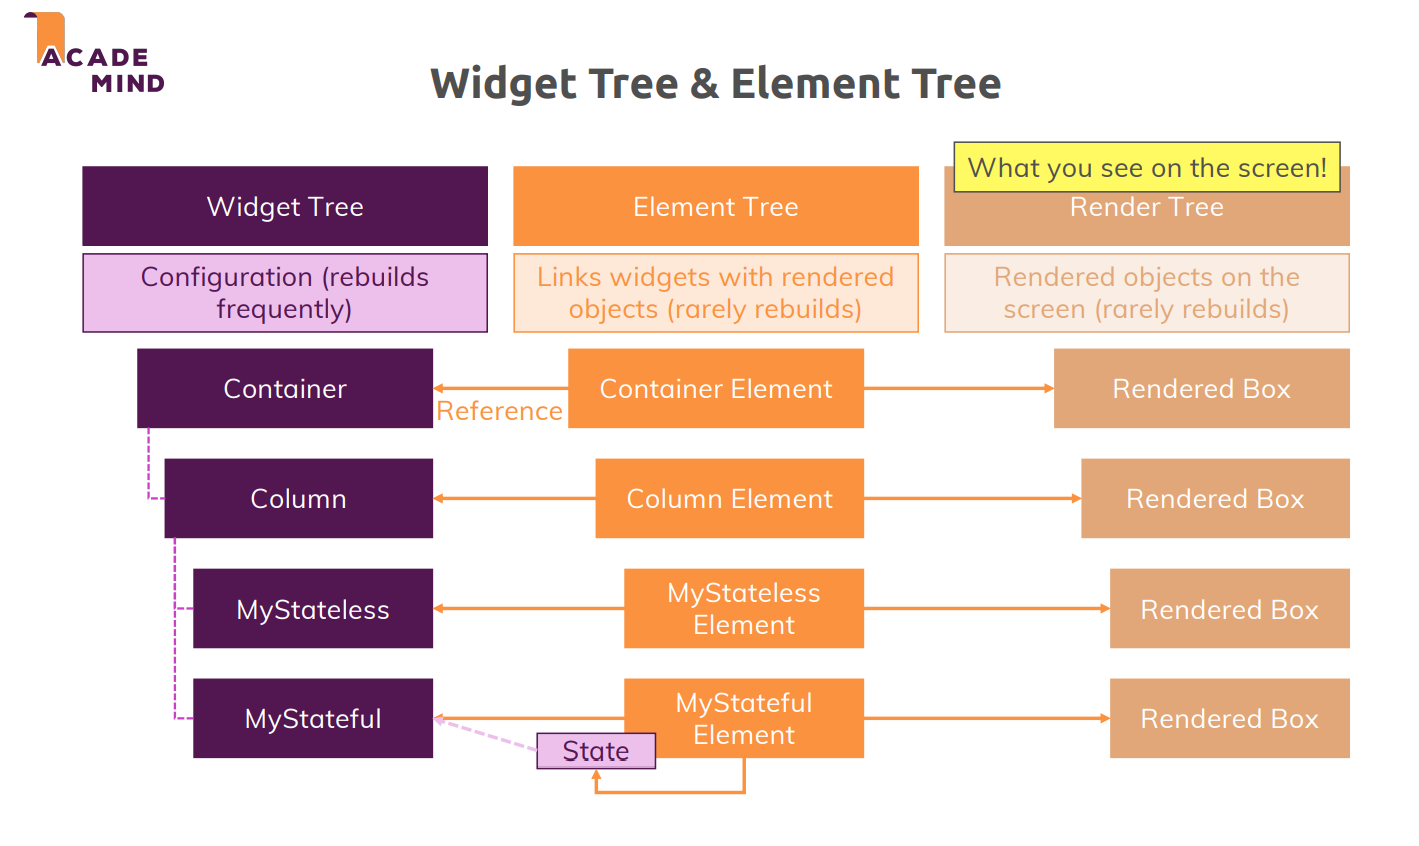 ACADE
MIND
Widget Tree & Element Tree
What you see on the screen!
Widget Tree
Element Tree
Render Tree
Configuration (rebuilds
frequently)
Links widgets with rendered
objects (rarely rebuilds)
Rendered objects on the
screen (rarely rebuilds)
Container
Reference
Container Element
Rendered Box
Column
Column Element
Rendered Box
MyStateless
MyStateless
Element
Rendered Box
MyStateful
MyStateful
Element
State
Rendered Box